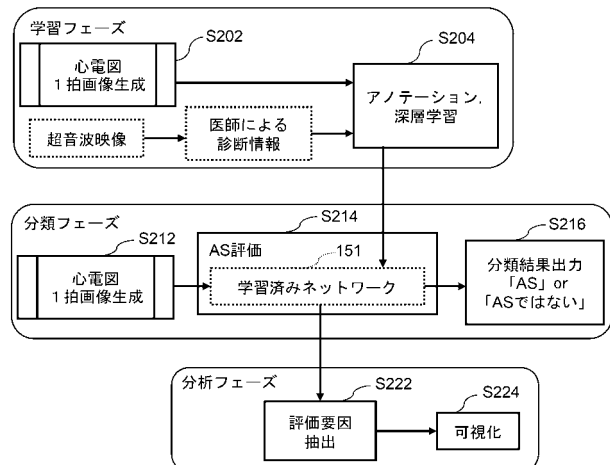 学習フェーズ
S202
心電図
1拍画像生成
超音波映像
医師による
診断情報
S204
アノテーション,
深層学習
分類フェーズ
S212
心電図
1拍画像生成
S214
AS評価
151
学習済みネットワーク
S216
分類結果出力
「AS」or
「ASではない」
分析フェーズ
S222
評価要因
抽出
S224
可視化